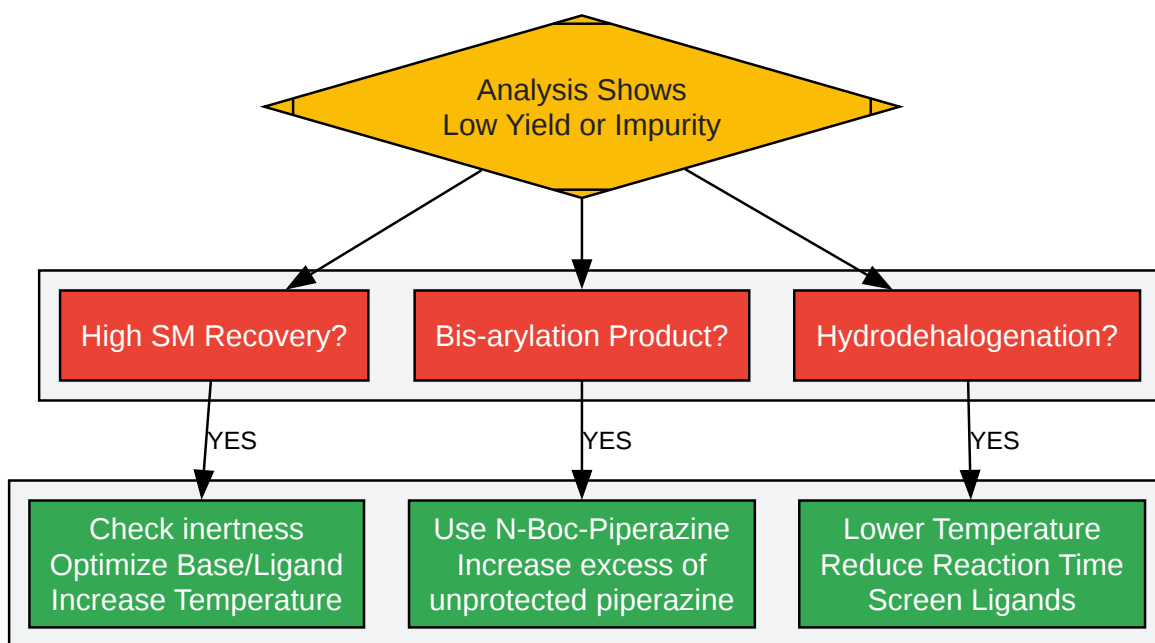 Analysis Shows
Low Yield or Impurity
High SM Recovery?
Bis-arylation Product?
Hydrodehalogenation?
YES
YES
YES
Check inertness
Optimize Base/Ligand
Increase Temperature
Use N-Boc-Piperazine
Increase excess of
unprotected piperazine
Lower Temperature
Reduce Reaction Time
Screen Ligands